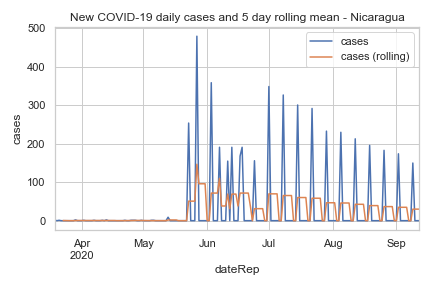 New COVID-19 daily cases and 5 day rolling mean - Nicaragua
cases
cases (rolling)
500
400
300
200
100
0
cases
Apr
2020
May
Jun
Jul
Aug
Sep
dateRep